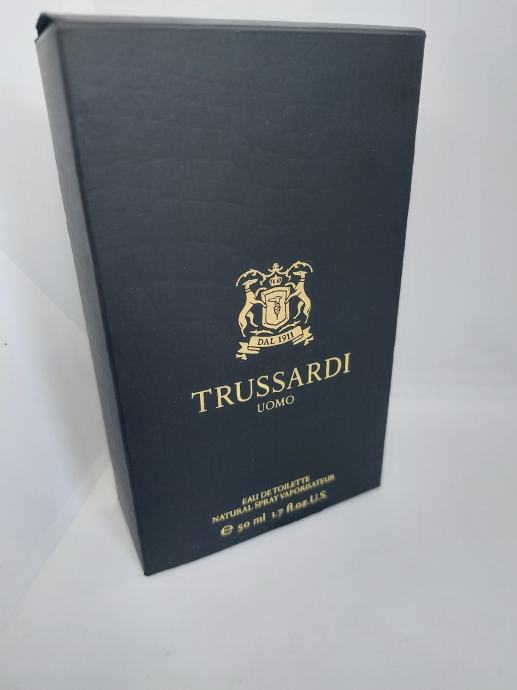 DAL 1911
TRUSSARDI
UOMO
EAU DE TOILETTE
NATURAL SPRAY VAPORISATEUR
℮ 50 ml 1.7 fl.oz.U.S.